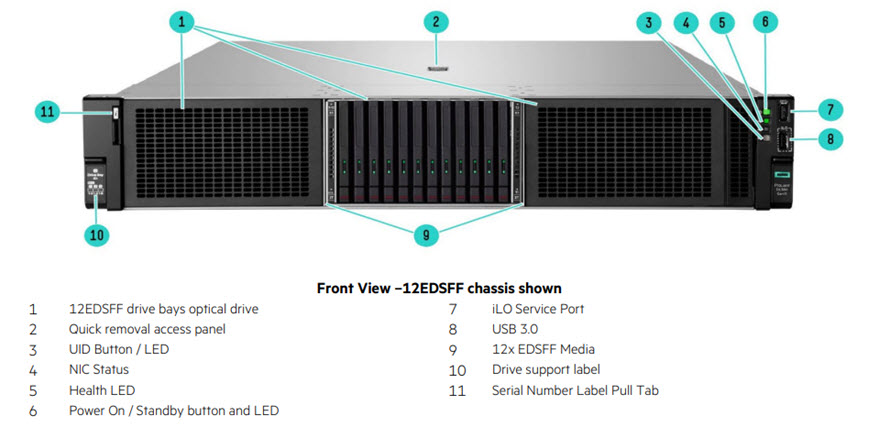 1
2
3
4
5
6
11
7
8
10
9
Front View –12EDSFF chassis shown
1 12EDSFF drive bays optical drive
2 Quick removal access panel
3 UID Button / LED
4 NIC Status
5 Health LED
6 Power On / Standby button and LED
7 iLO Service Port
8 USB 3.0
9 12x EDSFF Media
10 Drive support label
11 Serial Number Label Pull Tab